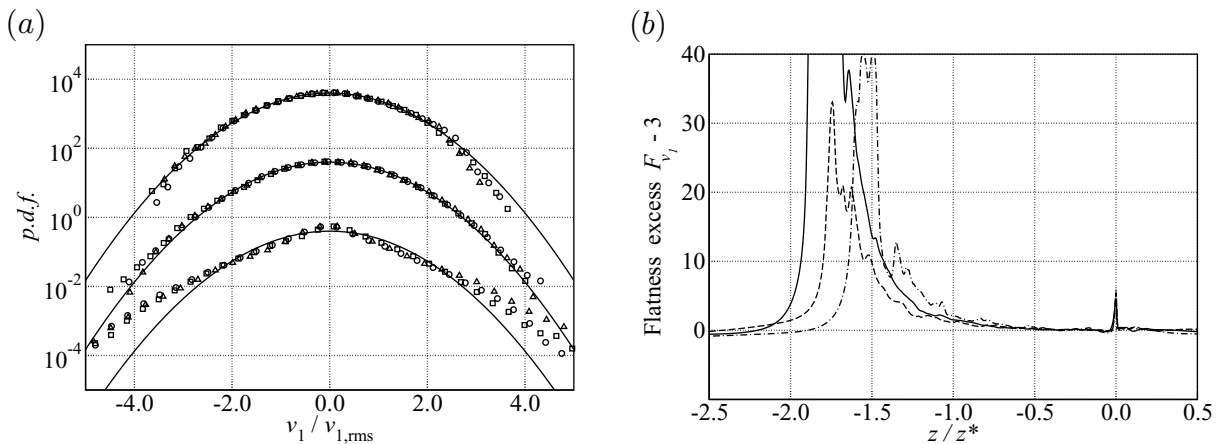 (a)
p.d.f.
10^4
10^2
10^0
10^-2
10^-4
-4.0 -2.0 0.0 2.0 4.0
v_1 / v_1,rms
(b)
Flatness excess F_v_1 - 3
40
30
20
10
0
-2.5 -2.0 -1.5 -1.0 -0.5 0.0 0.5
z / z*